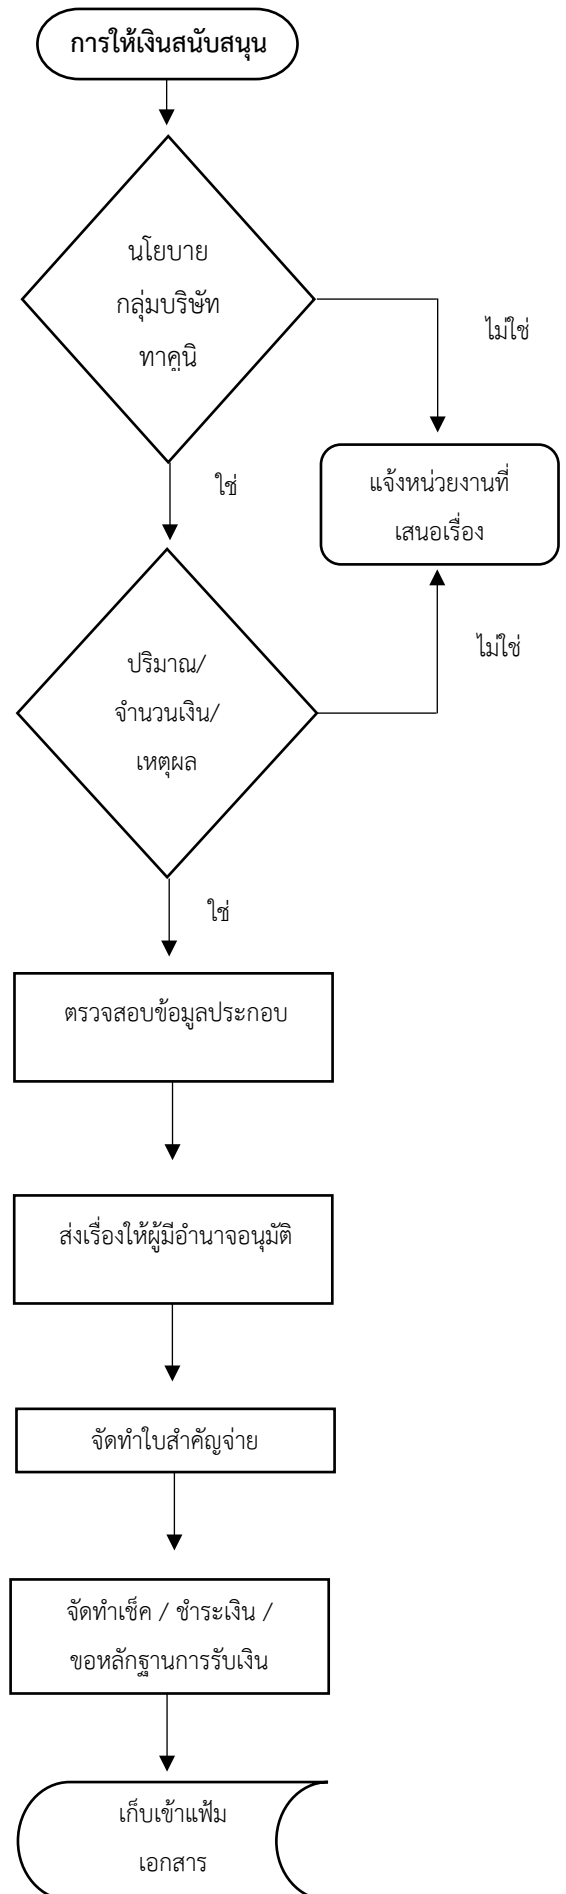 การให้เงินสนับสนุน
นโยบาย
กลุ่มบริษัท
ทาคูนิ
ไม่ใช่
ใช่
แจ้งหน่วยงานที่
เสนอเรื่อง
ปริมาณ/
จำนวนเงิน/
เหตุผล
ไม่ใช่
ใช่
ตรวจสอบข้อมูลประกอบ
ส่งเรื่องให้ผู้มีอำนาจอนุมัติ
จัดทำใบสำคัญจ่าย
จัดทำเช็ค / ชำระเงิน /
ขอหลักฐานการรับเงิน
เก็บเข้าแฟ้ม
เอกสาร